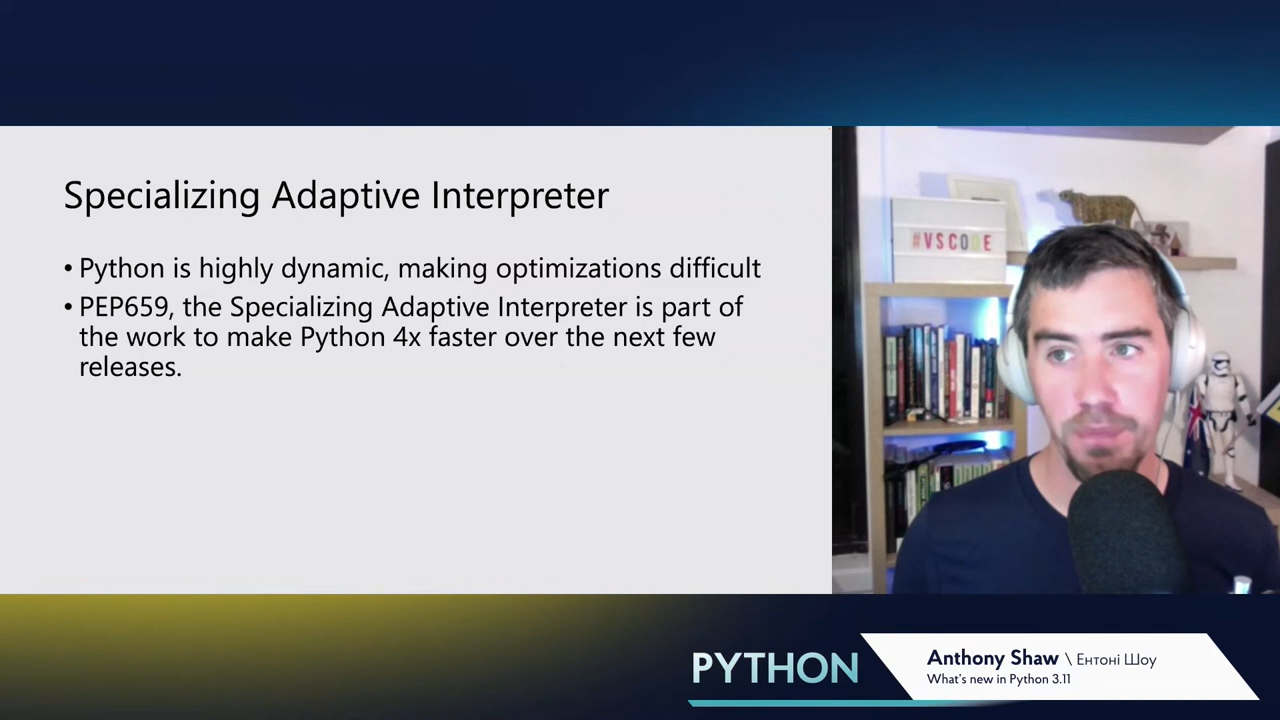 Specializing Adaptive Interpreter
• Python is highly dynamic, making optimizations difficult
• PEP659, the Specializing Adaptive Interpreter is part of
the work to make Python 4x faster over the next few
releases.
#VSCODE
PYTHON
Anthony Shaw \ Ентоні Шоу
What's new in Python 3.11